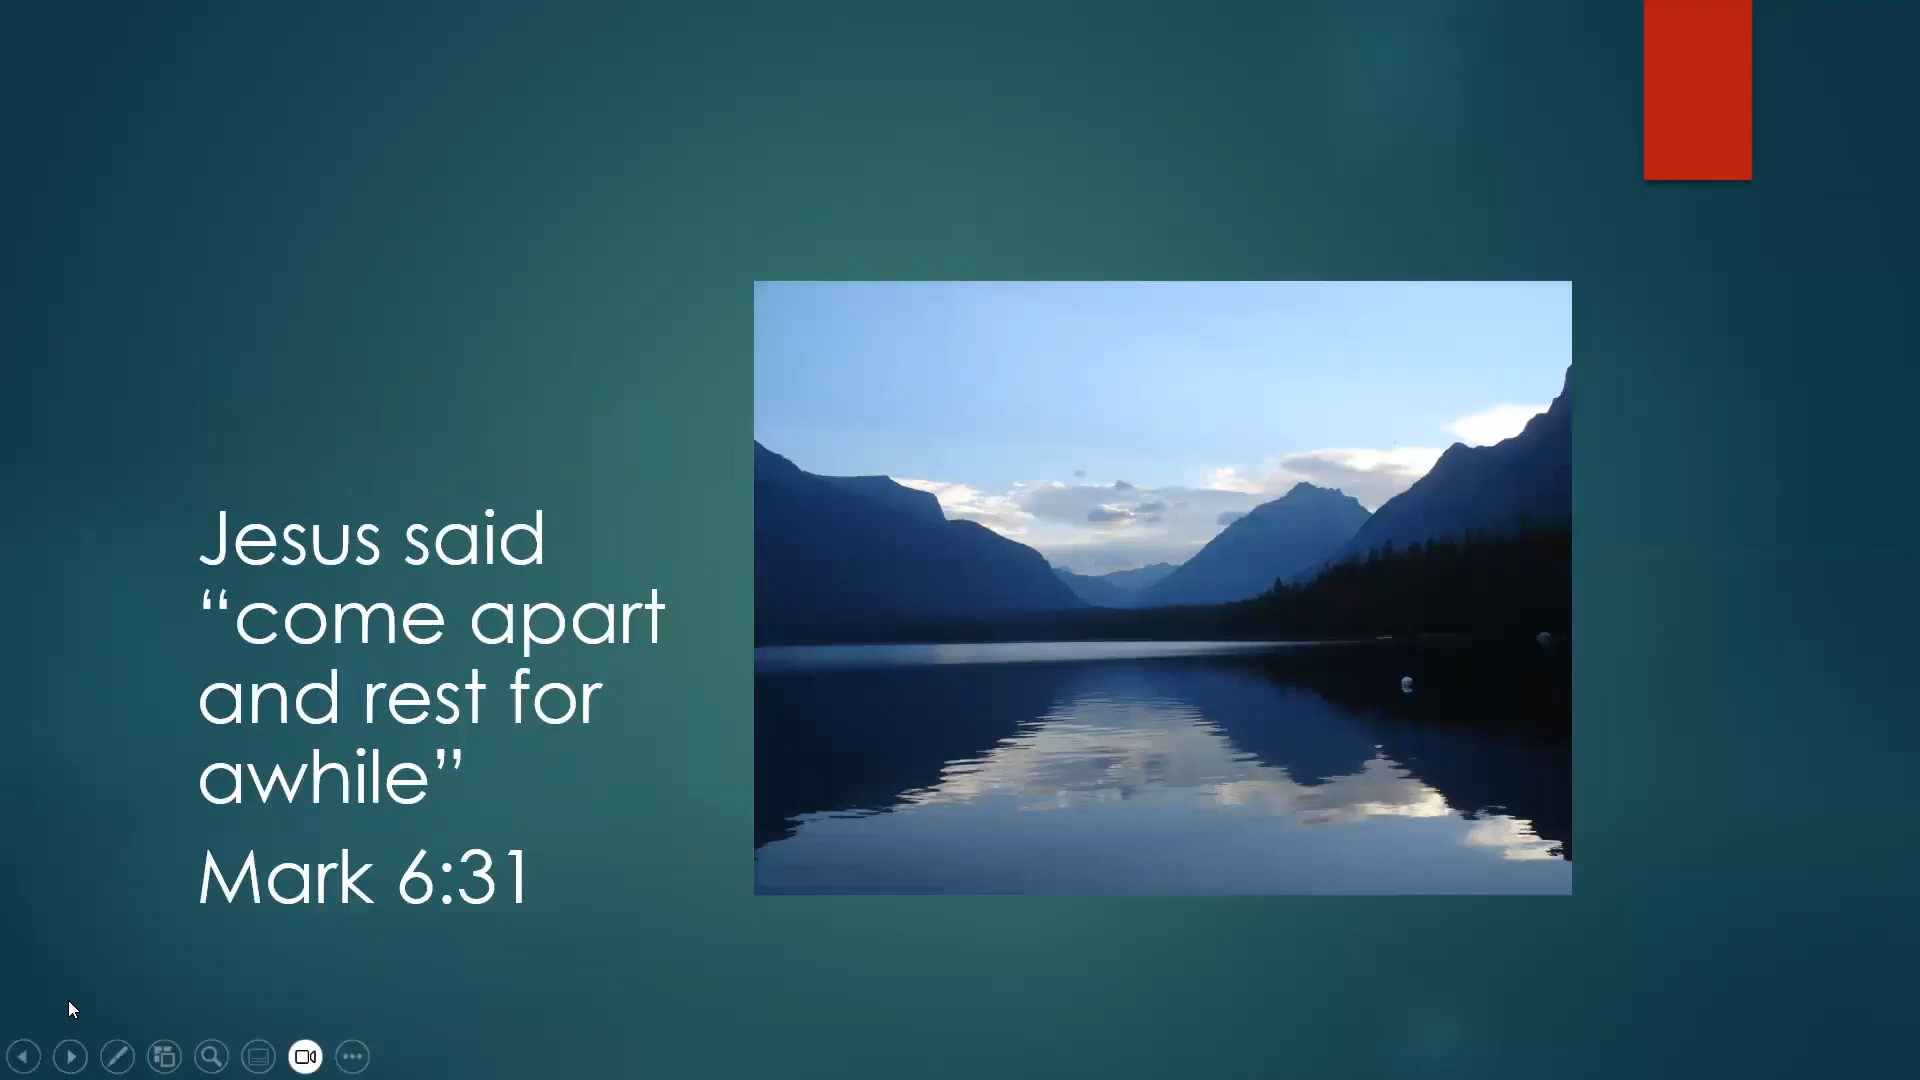 Jesus said
“come apart
and rest for
awhile”
Mark 6:31